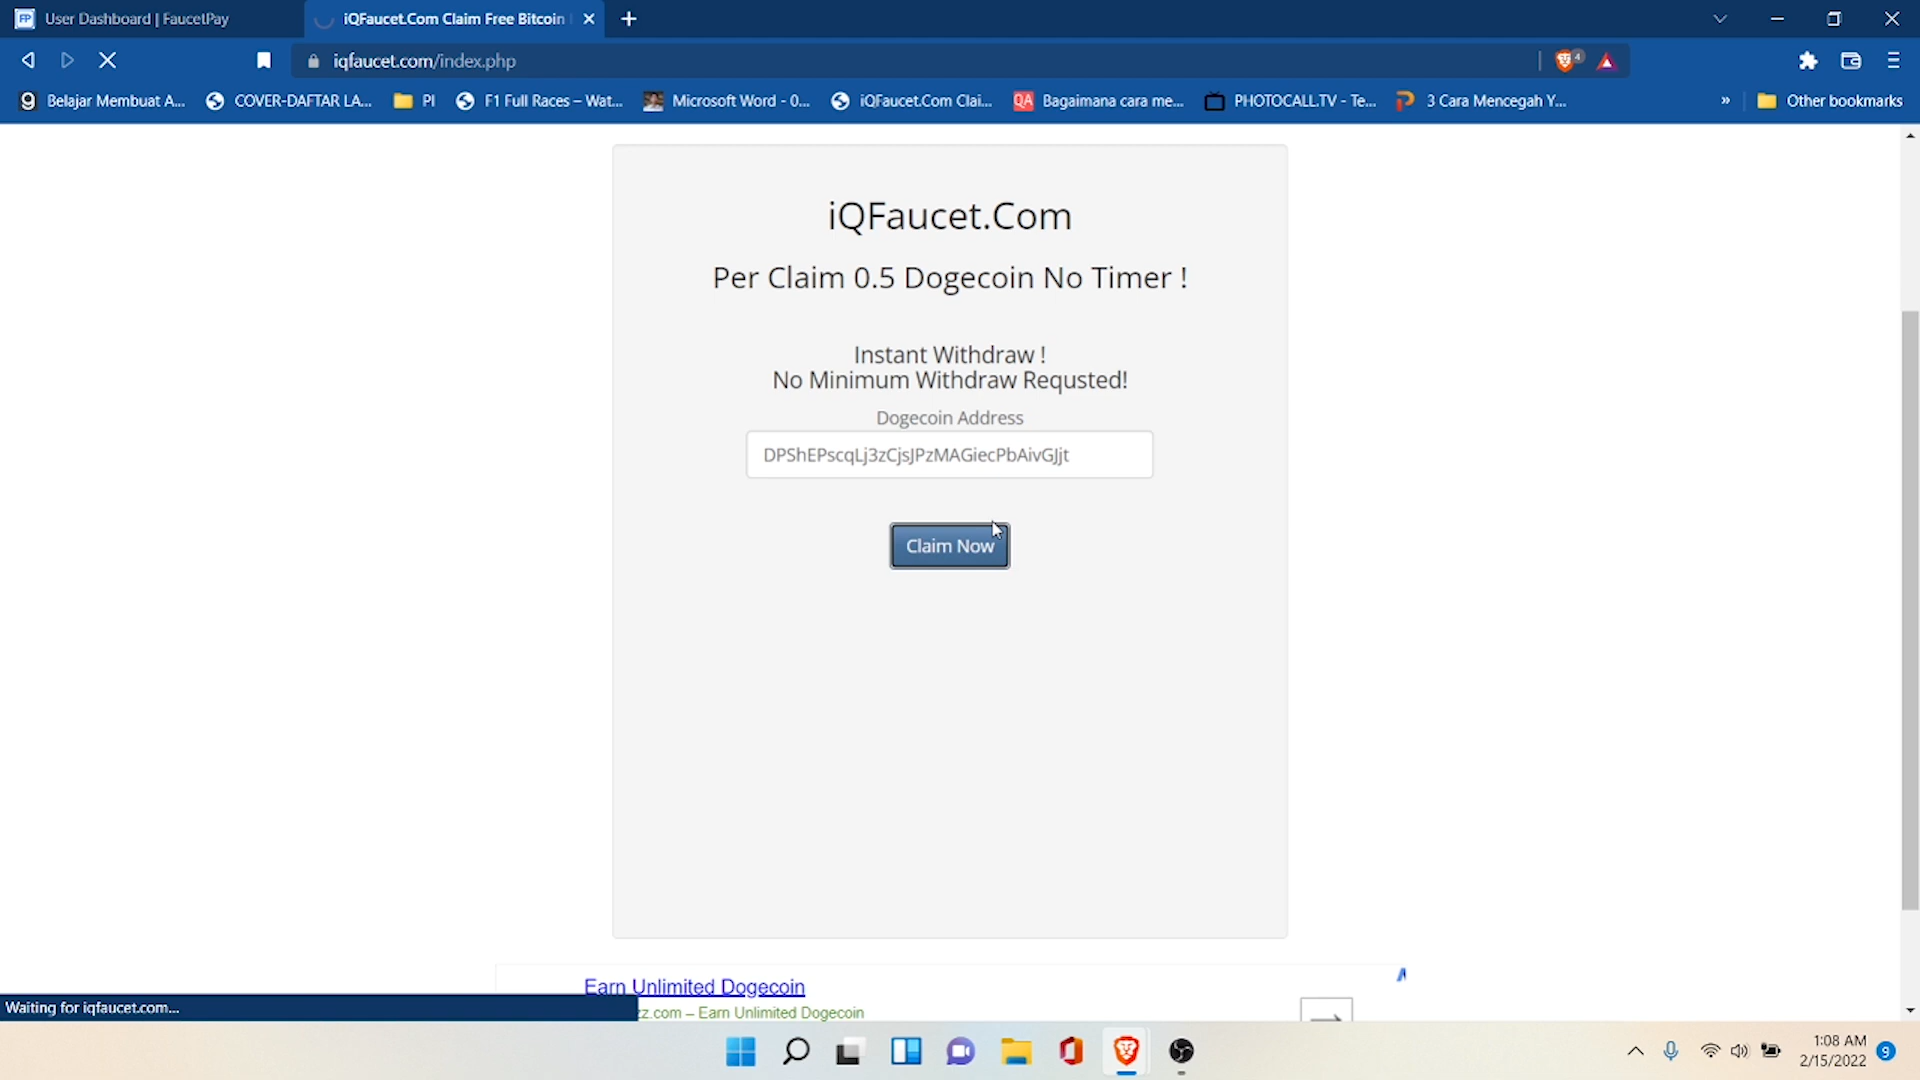 User Dashboard | FaucetPay
iQFaucet.Com Claim Free Bitcoin
iqfaucet.com/index.php
4
Belajar Membuat A...
COVER-DAFTAR LA...
PI
F1 Full Races – Wat...
Microsoft Word - 0...
iQFaucet.Com Clai...
QA Bagaimana cara me...
PHOTOCALL.TV - Te...
3 Cara Mencegah Y...
»
Other bookmarks
iQFaucet.Com
Per Claim 0.5 Dogecoin No Timer !
Instant Withdraw !
No Minimum Withdraw Requsted!
Dogecoin Address
DPShEPscqLj3zCjsJPzMAGiecPbAivGJjt
Claim Now
Earn Unlimited Dogecoin
zz.com – Earn Unlimited Dogecoin
Waiting for iqfaucet.com...
1:08 AM
2/15/2022
9